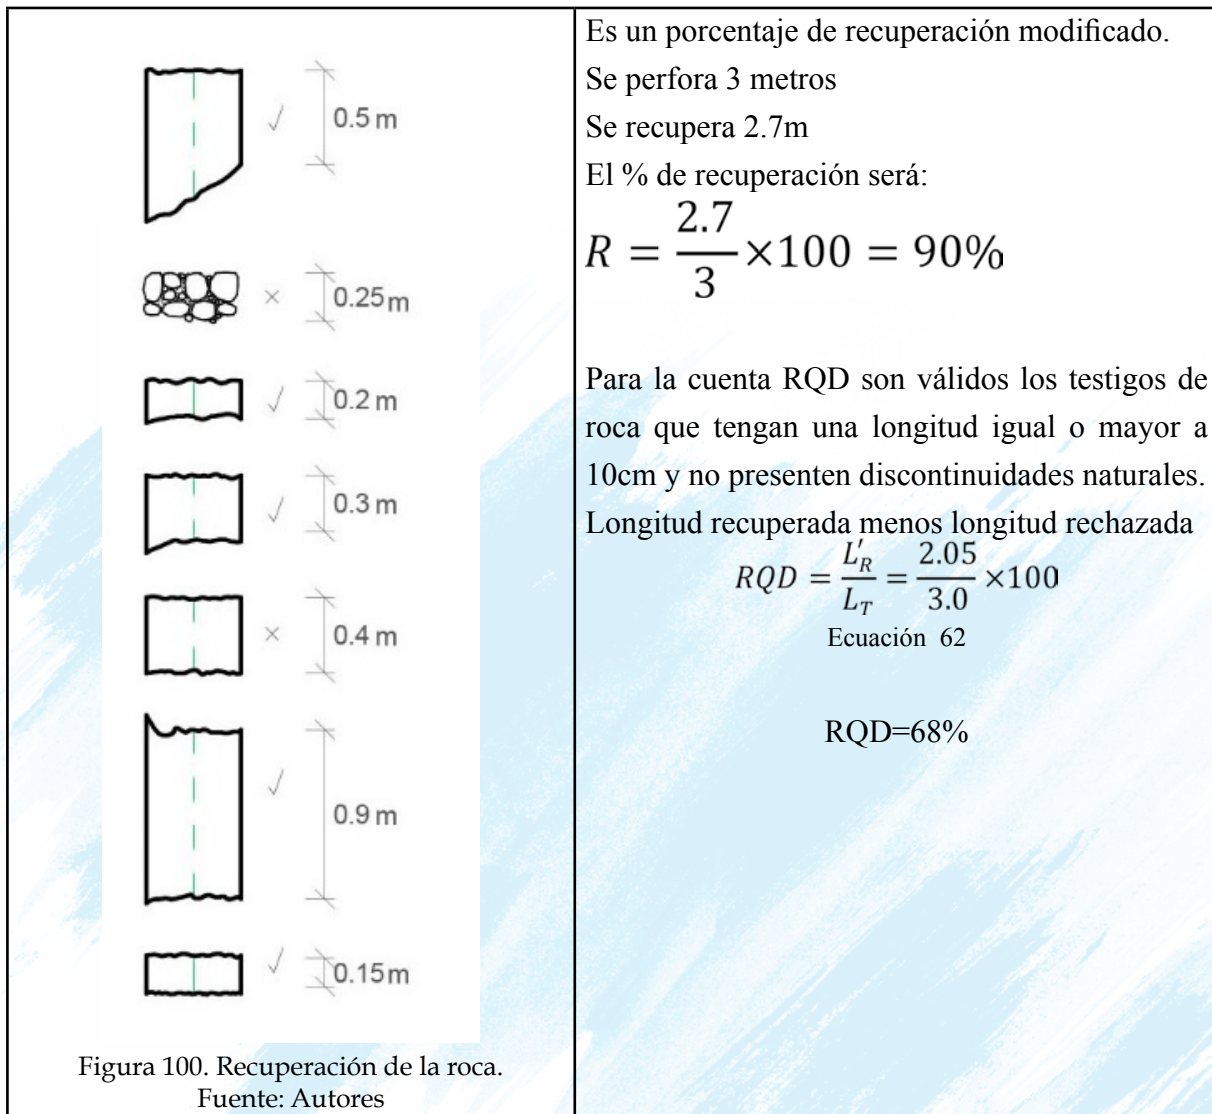 √ 0.5 m
× 0.25 m
√ 0.2 m
√ 0.3 m
× 0.4 m
√ 0.9 m
√ 0.15 m
Figura 100. Recuperación de la roca.
Fuente: Autores
Es un porcentaje de recuperación modificado.
Se perfora 3 metros
Se recupera 2.7m
El % de recuperación será:
R = 2.7/3 ×100 = 90%
Para la cuenta RQD son válidos los testigos de
roca que tengan una longitud igual o mayor a
10cm y no presenten discontinuidades naturales.
Longitud recuperada menos longitud rechazada
RQD = L'R/LT = 2.05/3.0 ×100
Ecuación 62
RQD=68%